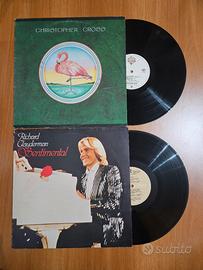 CHRISTOPHER CROSS
Richard
Clayderman
Sentimental
subito